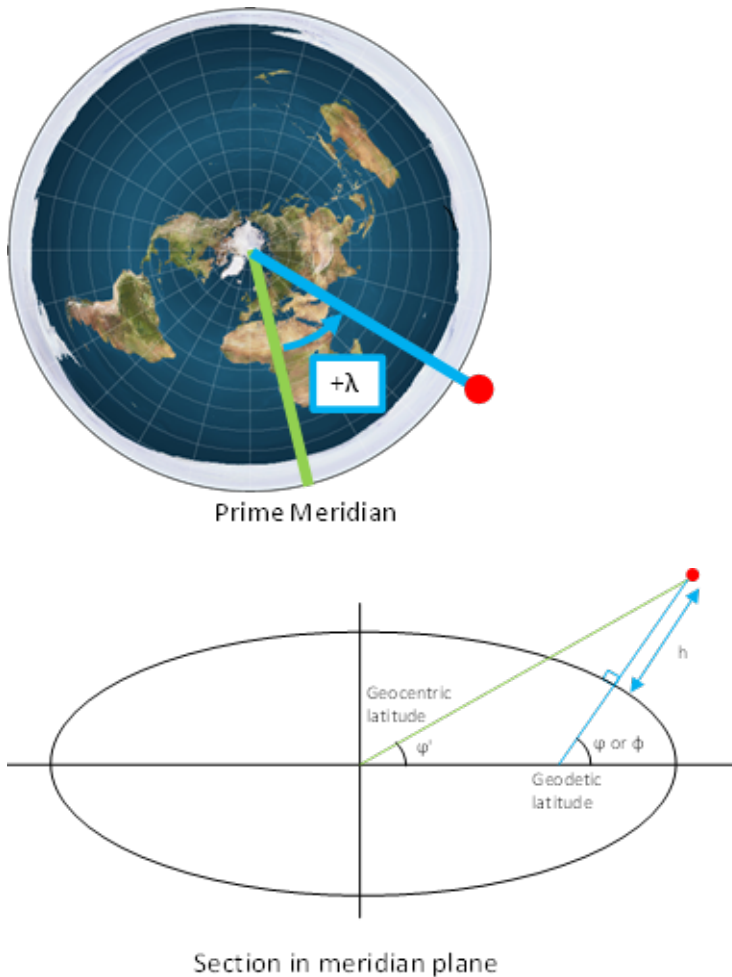 +λ
Prime Meridian
h
Geocentric
latitude
φ'
φ or ϕ
Geodetic
latitude
Section in meridian plane